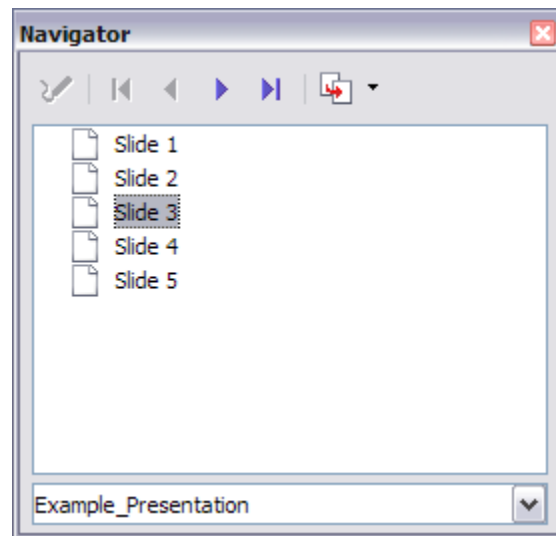 Navigator
Slide 1
Slide 2
Slide 3
Slide 4
Slide 5
Example_Presentation